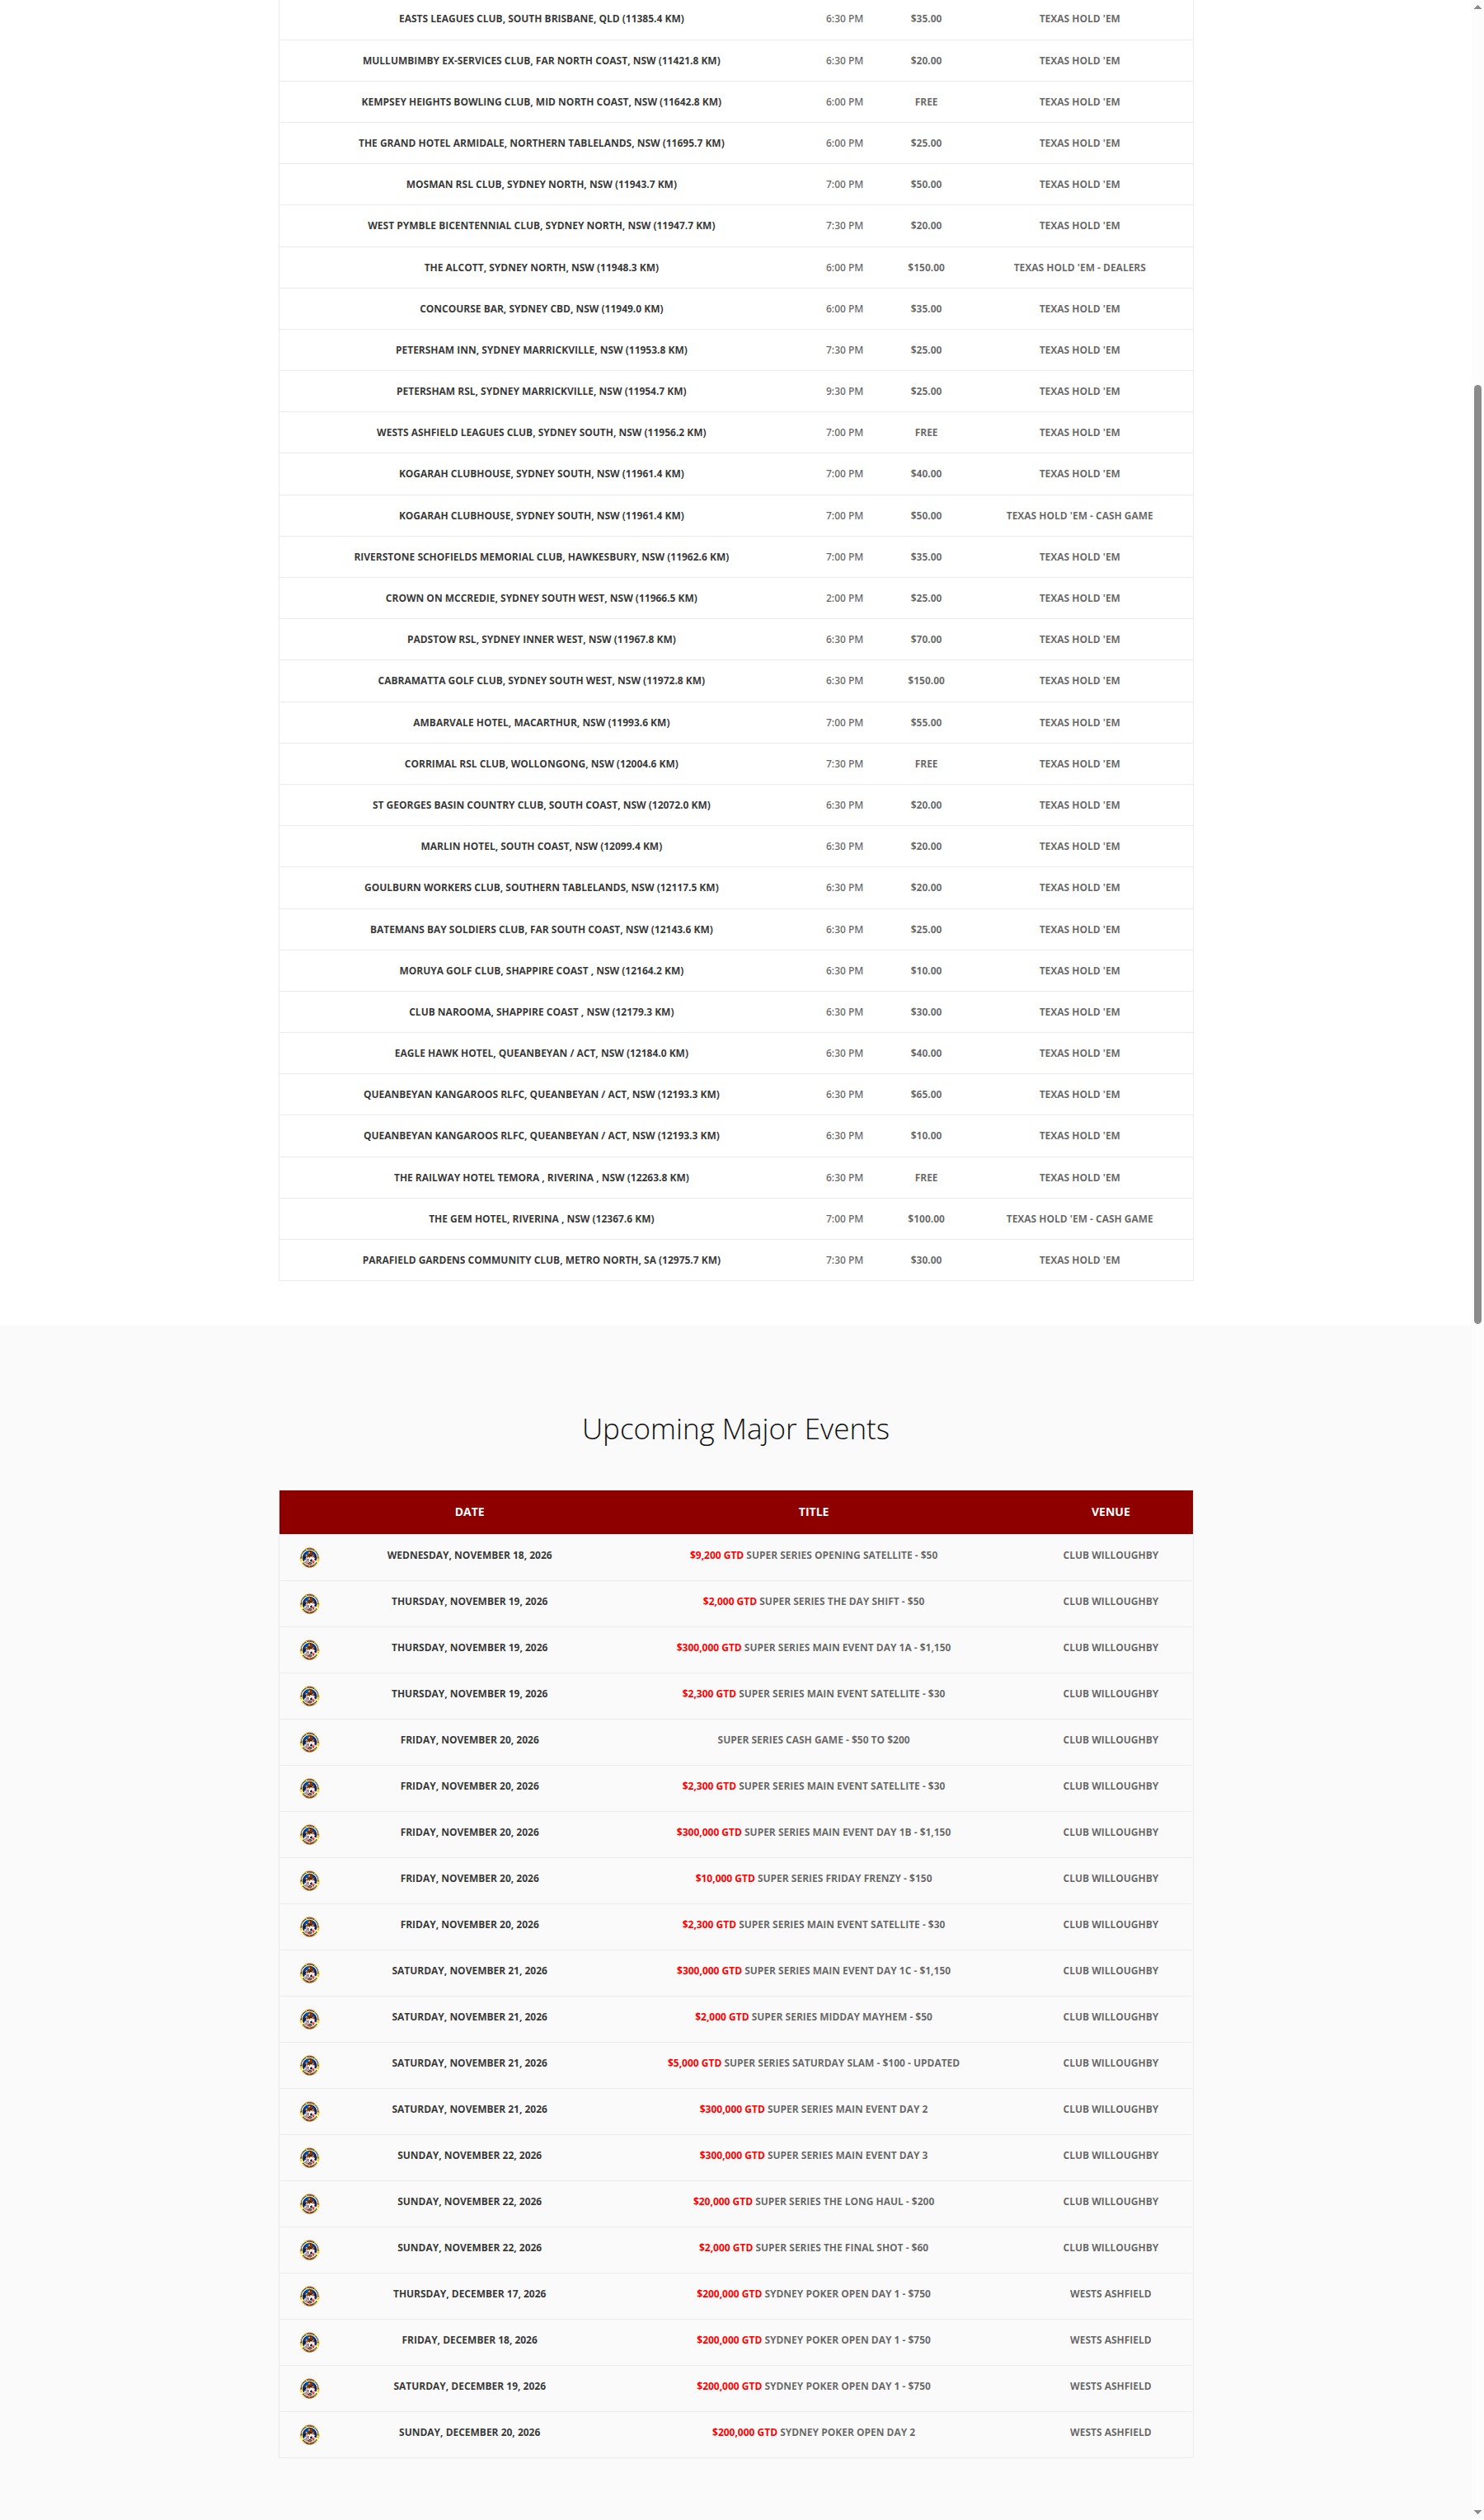 EASTS LEAGUES CLUB, SOUTH BRISBANE, QLD (11385.4 KM) 6:30 PM $35.00 TEXAS HOLD 'EM
MULLUMBIMBY EX-SERVICES CLUB, FAR NORTH COAST, NSW (11421.8 KM) 6:30 PM $20.00 TEXAS HOLD 'EM
KEMPSEY HEIGHTS BOWLING CLUB, MID NORTH COAST, NSW (11642.8 KM) 6:00 PM FREE TEXAS HOLD 'EM
THE GRAND HOTEL ARMIDALE, NORTHERN TABLELANDS, NSW (11695.7 KM) 6:00 PM $25.00 TEXAS HOLD 'EM
MOSMAN RSL CLUB, SYDNEY NORTH, NSW (11943.7 KM) 7:00 PM $50.00 TEXAS HOLD 'EM
WEST PYMBLE BICENTENNIAL CLUB, SYDNEY NORTH, NSW (11947.7 KM) 7:30 PM $20.00 TEXAS HOLD 'EM
THE ALCOTT, SYDNEY NORTH, NSW (11948.3 KM) 6:00 PM $150.00 TEXAS HOLD 'EM - DEALERS
CONCOURSE BAR, SYDNEY CBD, NSW (11949.0 KM) 6:00 PM $35.00 TEXAS HOLD 'EM
PETERSHAM INN, SYDNEY MARRICKVILLE, NSW (11953.8 KM) 7:30 PM $25.00 TEXAS HOLD 'EM
PETERSHAM RSL, SYDNEY MARRICKVILLE, NSW (11954.7 KM) 9:30 PM $25.00 TEXAS HOLD 'EM
WESTS ASHFIELD LEAGUES CLUB, SYDNEY SOUTH, NSW (11956.2 KM) 7:00 PM FREE TEXAS HOLD 'EM
KOGARAH CLUBHOUSE, SYDNEY SOUTH, NSW (11961.4 KM) 7:00 PM $40.00 TEXAS HOLD 'EM
KOGARAH CLUBHOUSE, SYDNEY SOUTH, NSW (11961.4 KM) 7:00 PM $50.00 TEXAS HOLD 'EM - CASH GAME
RIVERSTONE SCHOFIELDS MEMORIAL CLUB, HAWKESBURY, NSW (11962.6 KM) 7:00 PM $35.00 TEXAS HOLD 'EM
CROWN ON MCCREDIE, SYDNEY SOUTH WEST, NSW (11966.5 KM) 2:00 PM $25.00 TEXAS HOLD 'EM
PADSTOW RSL, SYDNEY INNER WEST, NSW (11967.8 KM) 6:30 PM $70.00 TEXAS HOLD 'EM
CABRAMATTA GOLF CLUB, SYDNEY SOUTH WEST, NSW (11972.8 KM) 6:30 PM $150.00 TEXAS HOLD 'EM
AMBARVALE HOTEL, MACARTHUR, NSW (11993.6 KM) 7:00 PM $55.00 TEXAS HOLD 'EM
CORRIMAL RSL CLUB, WOLLONGONG, NSW (12004.6 KM) 7:30 PM FREE TEXAS HOLD 'EM
ST GEORGES BASIN COUNTRY CLUB, SOUTH COAST, NSW (12072.0 KM) 6:30 PM $20.00 TEXAS HOLD 'EM
MARLIN HOTEL, SOUTH COAST, NSW (12099.4 KM) 6:30 PM $20.00 TEXAS HOLD 'EM
GOULBURN WORKERS CLUB, SOUTHERN TABLELANDS, NSW (12117.5 KM) 6:30 PM $20.00 TEXAS HOLD 'EM
BATEMANS BAY SOLDIERS CLUB, FAR SOUTH COAST, NSW (12143.6 KM) 6:30 PM $25.00 TEXAS HOLD 'EM
MORUYA GOLF CLUB, SHAPPIRE COAST , NSW (12164.2 KM) 6:30 PM $10.00 TEXAS HOLD 'EM
CLUB NAROOMA, SHAPPIRE COAST , NSW (12179.3 KM) 6:30 PM $30.00 TEXAS HOLD 'EM
EAGLE HAWK HOTEL, QUEANBEYAN / ACT, NSW (12184.0 KM) 6:30 PM $40.00 TEXAS HOLD 'EM
QUEANBEYAN KANGAROOS RLFC, QUEANBEYAN / ACT, NSW (12193.3 KM) 6:30 PM $65.00 TEXAS HOLD 'EM
QUEANBEYAN KANGAROOS RLFC, QUEANBEYAN / ACT, NSW (12193.3 KM) 6:30 PM $10.00 TEXAS HOLD 'EM
THE RAILWAY HOTEL TEMORA , RIVERINA , NSW (12263.8 KM) 6:30 PM FREE TEXAS HOLD 'EM
THE GEM HOTEL, RIVERINA , NSW (12367.6 KM) 7:00 PM $100.00 TEXAS HOLD 'EM - CASH GAME
PARAFIELD GARDENS COMMUNITY CLUB, METRO NORTH, SA (12975.7 KM) 7:30 PM $30.00 TEXAS HOLD 'EM
Upcoming Major Events
DATE TITLE VENUE
WEDNESDAY, NOVEMBER 18, 2026 $9,200 GTD SUPER SERIES OPENING SATELLITE - $50 CLUB WILLOUGHBY
THURSDAY, NOVEMBER 19, 2026 $2,000 GTD SUPER SERIES THE DAY SHIFT - $50 CLUB WILLOUGHBY
THURSDAY, NOVEMBER 19, 2026 $300,000 GTD SUPER SERIES MAIN EVENT DAY 1A - $1,150 CLUB WILLOUGHBY
THURSDAY, NOVEMBER 19, 2026 $2,300 GTD SUPER SERIES MAIN EVENT SATELLITE - $30 CLUB WILLOUGHBY
FRIDAY, NOVEMBER 20, 2026 SUPER SERIES CASH GAME - $50 TO $200 CLUB WILLOUGHBY
FRIDAY, NOVEMBER 20, 2026 $2,300 GTD SUPER SERIES MAIN EVENT SATELLITE - $30 CLUB WILLOUGHBY
FRIDAY, NOVEMBER 20, 2026 $300,000 GTD SUPER SERIES MAIN EVENT DAY 1B - $1,150 CLUB WILLOUGHBY
FRIDAY, NOVEMBER 20, 2026 $10,000 GTD SUPER SERIES FRIDAY FRENZY - $150 CLUB WILLOUGHBY
FRIDAY, NOVEMBER 20, 2026 $2,300 GTD SUPER SERIES MAIN EVENT SATELLITE - $30 CLUB WILLOUGHBY
SATURDAY, NOVEMBER 21, 2026 $300,000 GTD SUPER SERIES MAIN EVENT DAY 1C - $1,150 CLUB WILLOUGHBY
SATURDAY, NOVEMBER 21, 2026 $2,000 GTD SUPER SERIES MIDDAY MAYHEM - $50 CLUB WILLOUGHBY
SATURDAY, NOVEMBER 21, 2026 $5,000 GTD SUPER SERIES SATURDAY SLAM - $100 - UPDATED CLUB WILLOUGHBY
SATURDAY, NOVEMBER 21, 2026 $300,000 GTD SUPER SERIES MAIN EVENT DAY 2 CLUB WILLOUGHBY
SUNDAY, NOVEMBER 22, 2026 $300,000 GTD SUPER SERIES MAIN EVENT DAY 3 CLUB WILLOUGHBY
SUNDAY, NOVEMBER 22, 2026 $20,000 GTD SUPER SERIES THE LONG HAUL - $200 CLUB WILLOUGHBY
SUNDAY, NOVEMBER 22, 2026 $2,000 GTD SUPER SERIES THE FINAL SHOT - $60 CLUB WILLOUGHBY
THURSDAY, DECEMBER 17, 2026 $200,000 GTD SYDNEY POKER OPEN DAY 1 - $750 WESTS ASHFIELD
FRIDAY, DECEMBER 18, 2026 $200,000 GTD SYDNEY POKER OPEN DAY 1 - $750 WESTS ASHFIELD
SATURDAY, DECEMBER 19, 2026 $200,000 GTD SYDNEY POKER OPEN DAY 1 - $750 WESTS ASHFIELD
SUNDAY, DECEMBER 20, 2026 $200,000 GTD SYDNEY POKER OPEN DAY 2 WESTS ASHFIELD